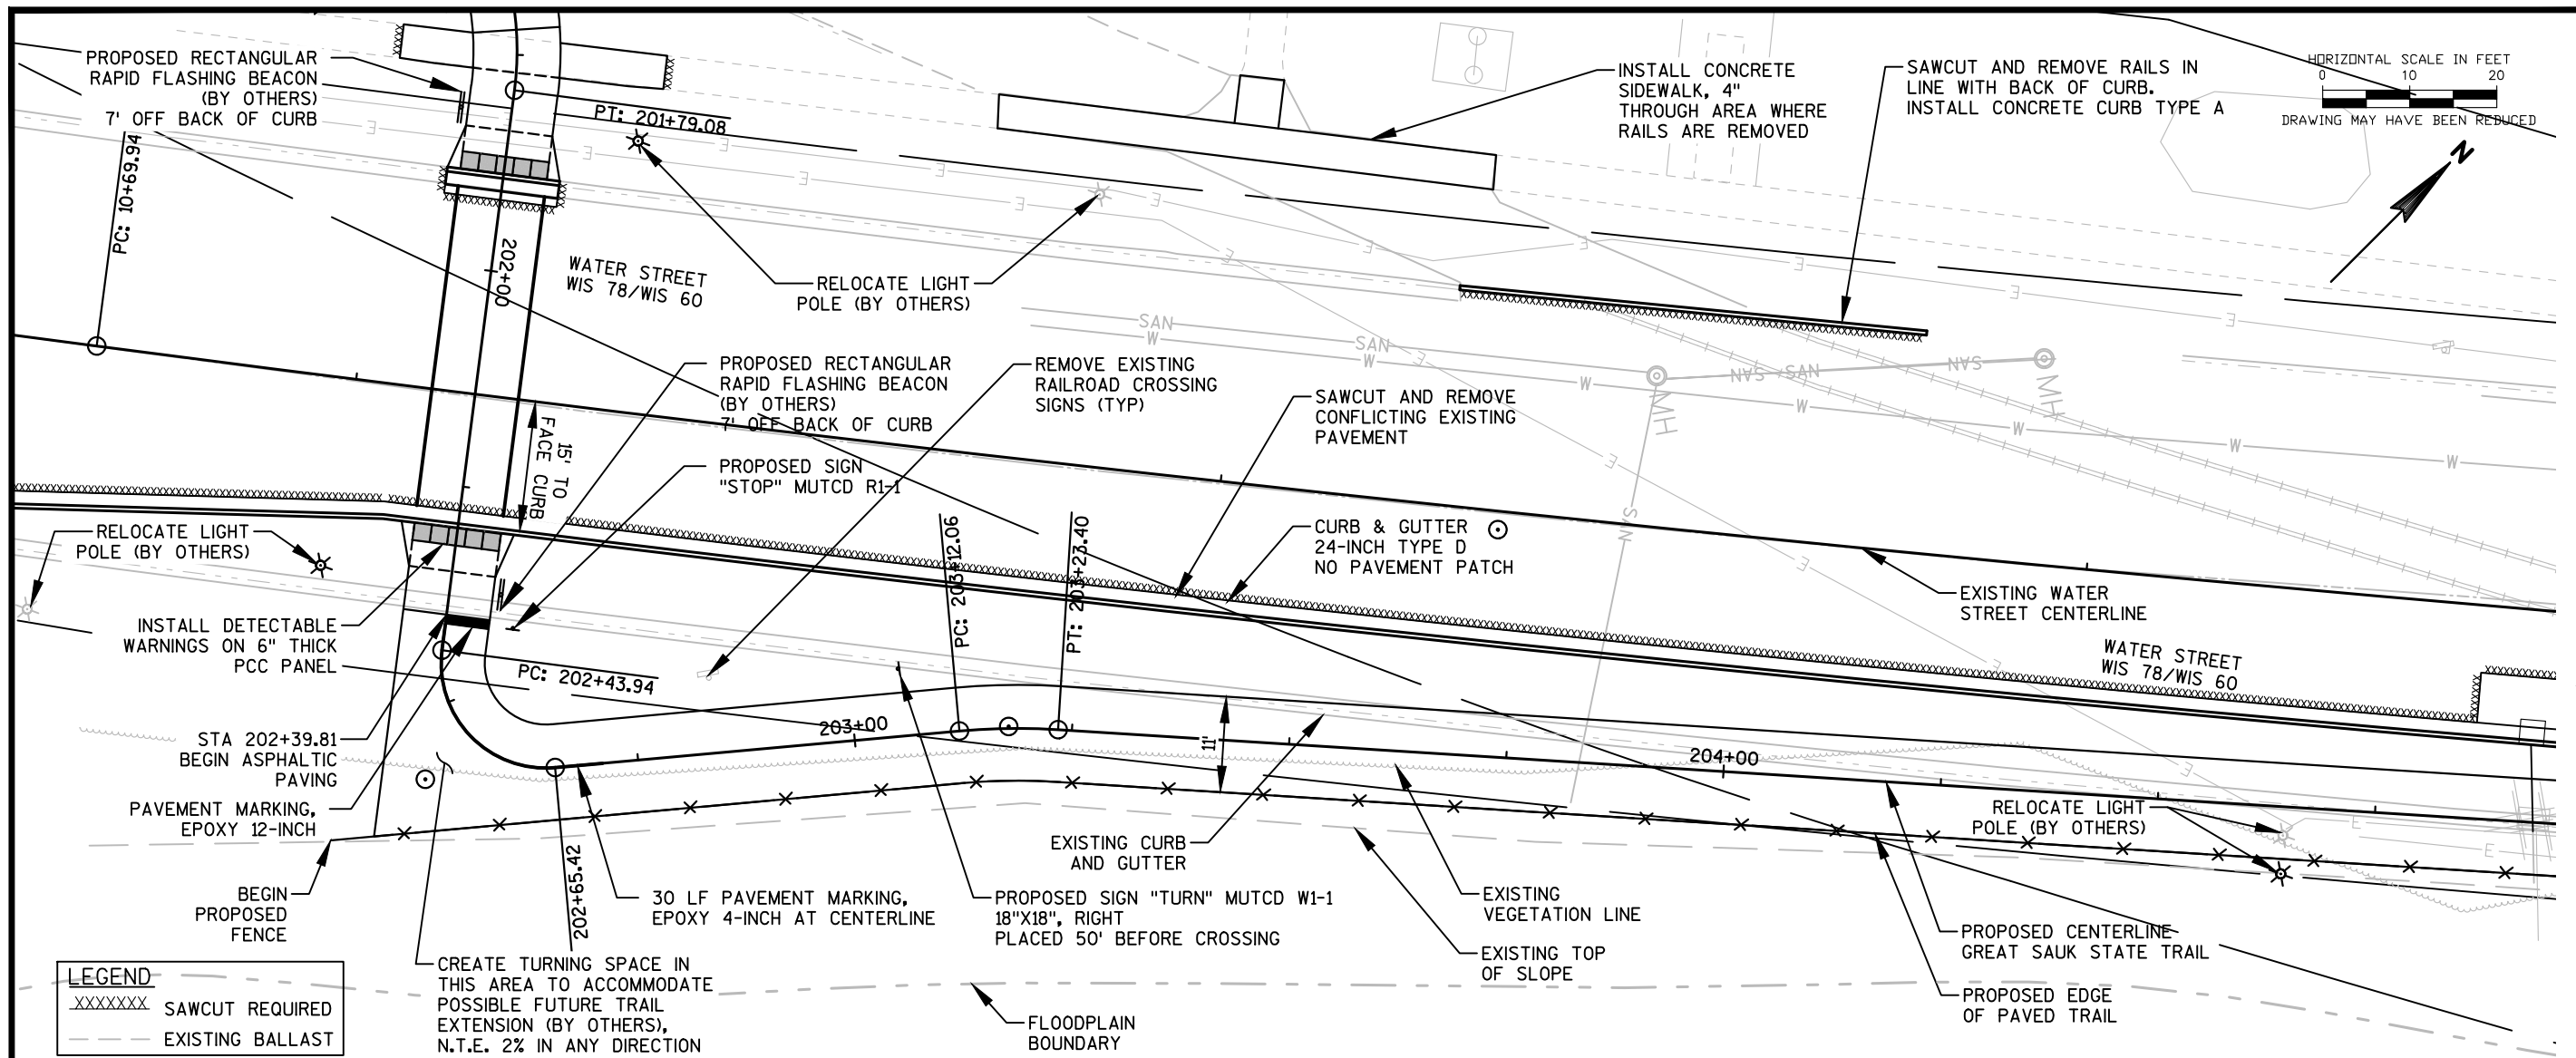 PROPOSED RECTANGULAR
RAPID FLASHING BEACON
(BY OTHERS)
7' OFF BACK OF CURB
PT: 201+79.08
PC: 10+69.94
INSTALL CONCRETE
SIDEWALK, 4"
THROUGH AREA WHERE
RAILS ARE REMOVED
SAWCUT AND REMOVE RAILS IN
LINE WITH BACK OF CURB.
INSTALL CONCRETE CURB TYPE A
HORIZONTAL SCALE IN FEET
0 10 20
DRAWING MAY HAVE BEEN REDUCED
N
202+00
WATER STREET
WIS 78/WIS 60
RELOCATE LIGHT
POLE (BY OTHERS)
E E E E E E E E E E E E E E
SAN SAN SAN SAN SAN
W W W W W W W
MH MH
SAN
PROPOSED RECTANGULAR
RAPID FLASHING BEACON
(BY OTHERS)
7' OFF BACK OF CURB
REMOVE EXISTING
RAILROAD CROSSING
SIGNS (TYP)
SAWCUT AND REMOVE
CONFLICTING EXISTING
PAVEMENT
15' TO
FACE CURB
PROPOSED SIGN
"STOP" MUTCD R1-1
RELOCATE LIGHT
POLE (BY OTHERS)
PC: 203+12.06
PT: 203+23.40
CURB & GUTTER
24-INCH TYPE D
NO PAVEMENT PATCH
EXISTING WATER
STREET CENTERLINE
INSTALL DETECTABLE
WARNINGS ON 6" THICK
PCC PANEL
PC: 202+43.94
WATER STREET
WIS 78/WIS 60
STA 202+39.81
BEGIN ASPHALTIC
PAVING
203+00
11'
204+00
PAVEMENT MARKING,
EPOXY 12-INCH
RELOCATE LIGHT
POLE (BY OTHERS)
EXISTING CURB
AND GUTTER
202+65.42
BEGIN
PROPOSED
FENCE
30 LF PAVEMENT MARKING,
EPOXY 4-INCH AT CENTERLINE
PROPOSED SIGN "TURN" MUTCD W1-1
18"X18", RIGHT
PLACED 50' BEFORE CROSSING
EXISTING
VEGETATION LINE
EXISTING TOP
OF SLOPE
PROPOSED CENTERLINE
GREAT SAUK STATE TRAIL
PROPOSED EDGE
OF PAVED TRAIL
CREATE TURNING SPACE IN
THIS AREA TO ACCOMMODATE
POSSIBLE FUTURE TRAIL
EXTENSION (BY OTHERS),
N.T.E. 2% IN ANY DIRECTION
FLOODPLAIN
BOUNDARY
LEGEND
XXXXXXX SAWCUT REQUIRED
EXISTING BALLAST